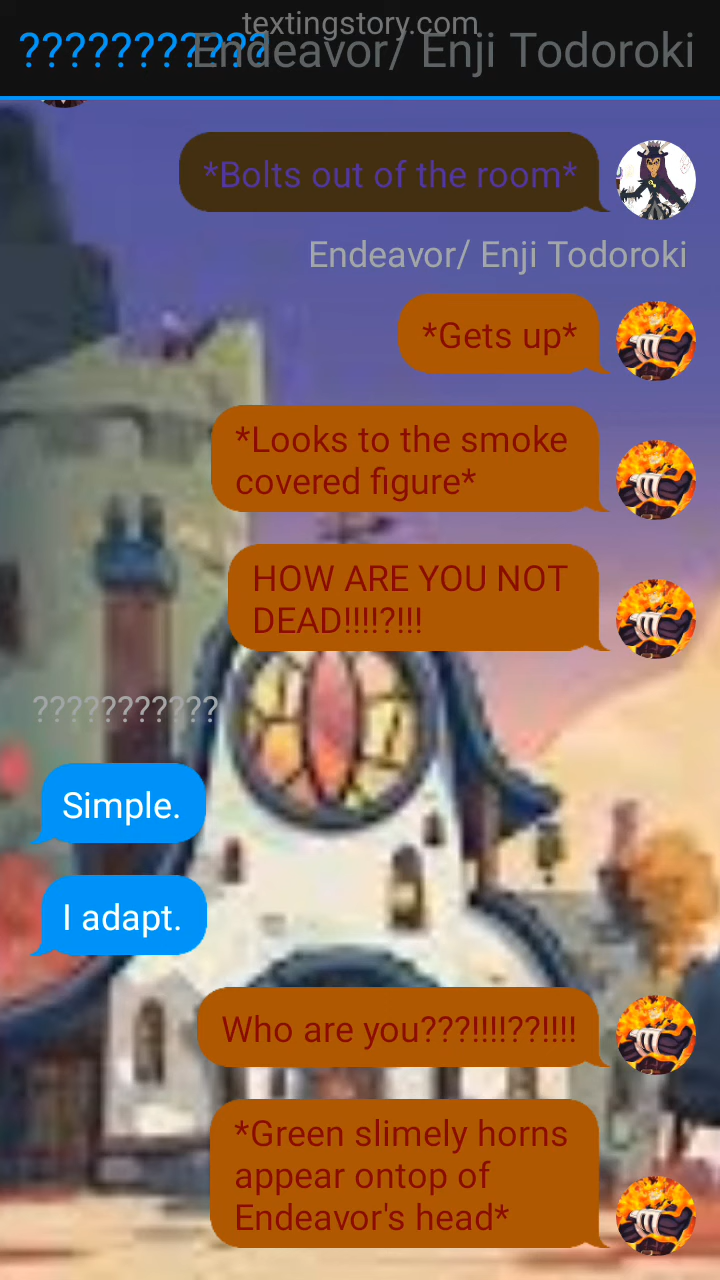 textingstory.com
??????????? Endeavor/ Enji Todoroki
*Bolts out of the room*
Endeavor/ Enji Todoroki
*Gets up*
*Looks to the smoke
covered figure*
HOW ARE YOU NOT
DEAD!!!!?!!!
???????????
Simple.
I adapt.
Who are you???!!!!??!!!!
*Green slimely horns
appear ontop of
Endeavor's head*